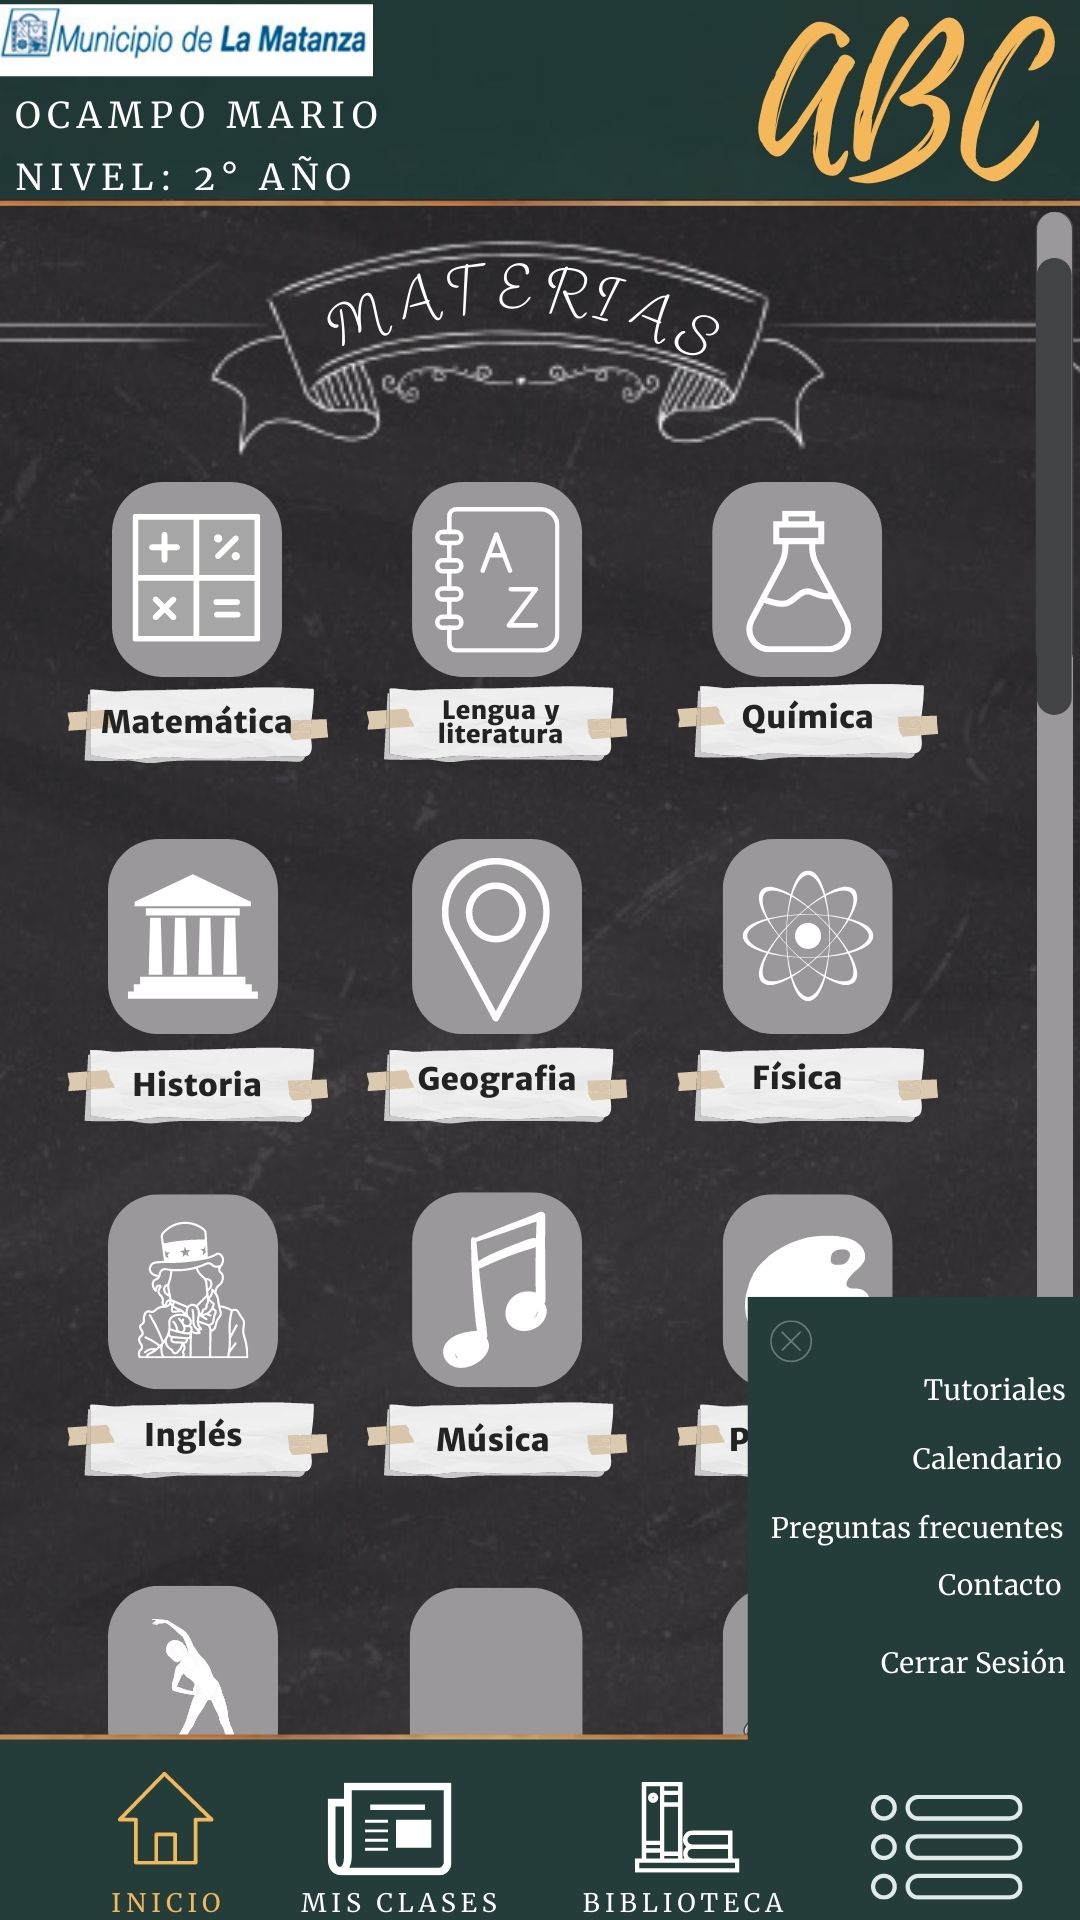 Municipio de La Matanza
ABC
OCAMPO MARIO
NIVEL: 2° AÑO
MATERIAS
A
Z
Matemática
Lengua y
literatura
Química
Historia
Geografia
Física
Inglés
Música
P
Tutoriales
Calendario
Preguntas frecuentes
Contacto
Cerrar Sesión
INICIO
MIS CLASES
BIBLIOTECA